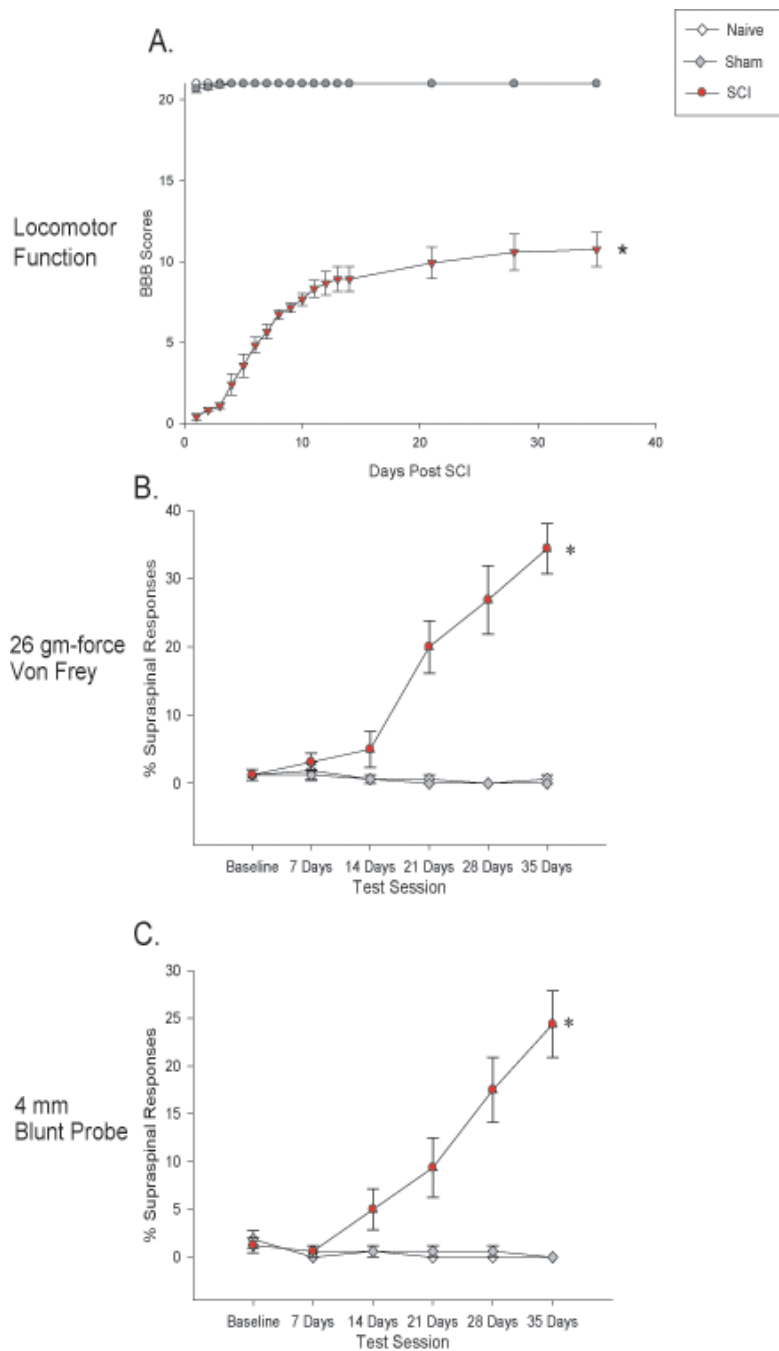 A.
Naive
Sham
SCI
Locomotor
Function
BBB Scores
20
15
10
5
0
0 10 20 30 40
Days Post SCI
B.
26 gm-force
Von Frey
% Supraspinal Responses
40
30
20
10
0
Baseline 7 Days 14 Days 21 Days 28 Days 35 Days
Test Session
*
C.
4 mm
Blunt Probe
% Supraspinal Responses
30
25
20
15
10
5
0
Baseline 7 Days 14 Days 21 Days 28 Days 35 Days
Test Session
*
*